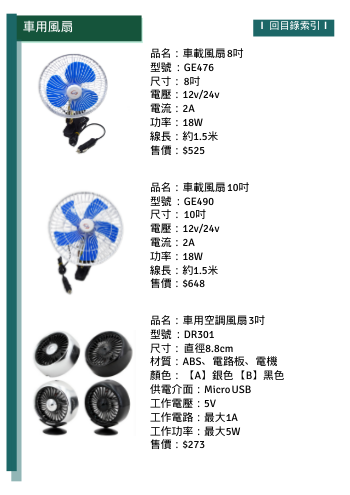 車用風扇
I 回目錄索引 I
品名：車載風扇8吋
型號：GE476
尺寸： 8吋
電壓：12v/24v
電流：2A
功率：18W
線長：約1.5米
售價：$525
品名：車載風扇10吋
型號：GE490
尺寸： 10吋
電壓：12v/24v
電流：2A
功率：18W
線長：約1.5米
售價：$648
品名：車用空調風扇3吋
型號：DR301
尺寸： 直徑8.8cm
材質：ABS、電路板、電機
顏色：【A】銀色【B】黑色
供電介面：Micro USB
工作電壓：5V
工作電路：最大1A
工作功率：最大5W
售價：$273